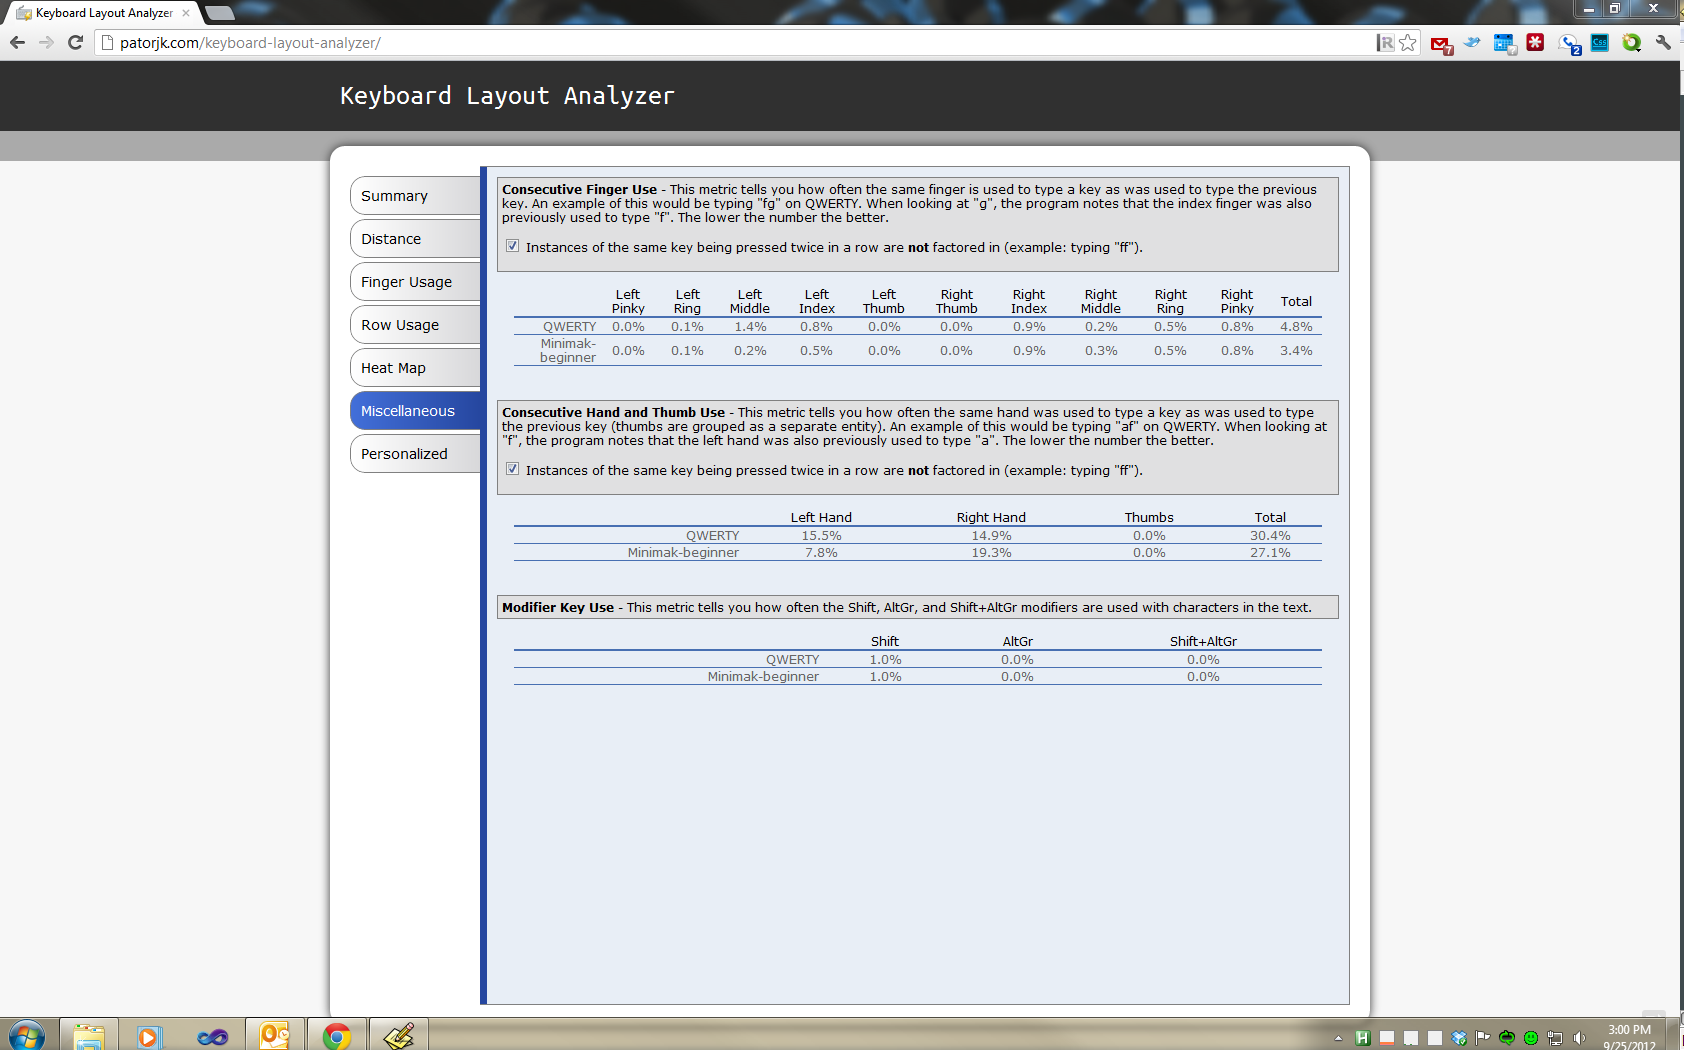 Keyboard Layout Analyzer
patorjk.com/keyboard-layout-analyzer/
7
2
Css
Keyboard Layout Analyzer
Summary
Distance
Finger Usage
Row Usage
Heat Map
Miscellaneous
Personalized
Consecutive Finger Use - This metric tells you how often the same finger is used to type a key as was used to type the previous
key. An example of this would be typing "fg" on QWERTY. When looking at "g", the program notes that the index finger was also
previously used to type "f". The lower the number the better.
Instances of the same key being pressed twice in a row are not factored in (example: typing "ff").
Left Pinky Left Ring Left Middle Left Index Left Thumb Right Thumb Right Index Right Middle Right Ring Right Pinky Total
QWERTY 0.0% 0.1% 1.4% 0.8% 0.0% 0.0% 0.9% 0.2% 0.5% 0.8% 4.8%
Minimak-beginner 0.0% 0.1% 0.2% 0.5% 0.0% 0.0% 0.9% 0.3% 0.5% 0.8% 3.4%
Consecutive Hand and Thumb Use - This metric tells you how often the same hand was used to type a key as was used to type
the previous key (thumbs are grouped as a separate entity). An example of this would be typing "af" on QWERTY. When looking at
"f", the program notes that the left hand was also previously used to type "a". The lower the number the better.
Instances of the same key being pressed twice in a row are not factored in (example: typing "ff").
Left Hand Right Hand Thumbs Total
QWERTY 15.5% 14.9% 0.0% 30.4%
Minimak-beginner 7.8% 19.3% 0.0% 27.1%
Modifier Key Use - This metric tells you how often the Shift, AltGr, and Shift+AltGr modifiers are used with characters in the text.
Shift AltGr Shift+AltGr
QWERTY 1.0% 0.0% 0.0%
Minimak-beginner 1.0% 0.0% 0.0%
3:00 PM
9/25/2012